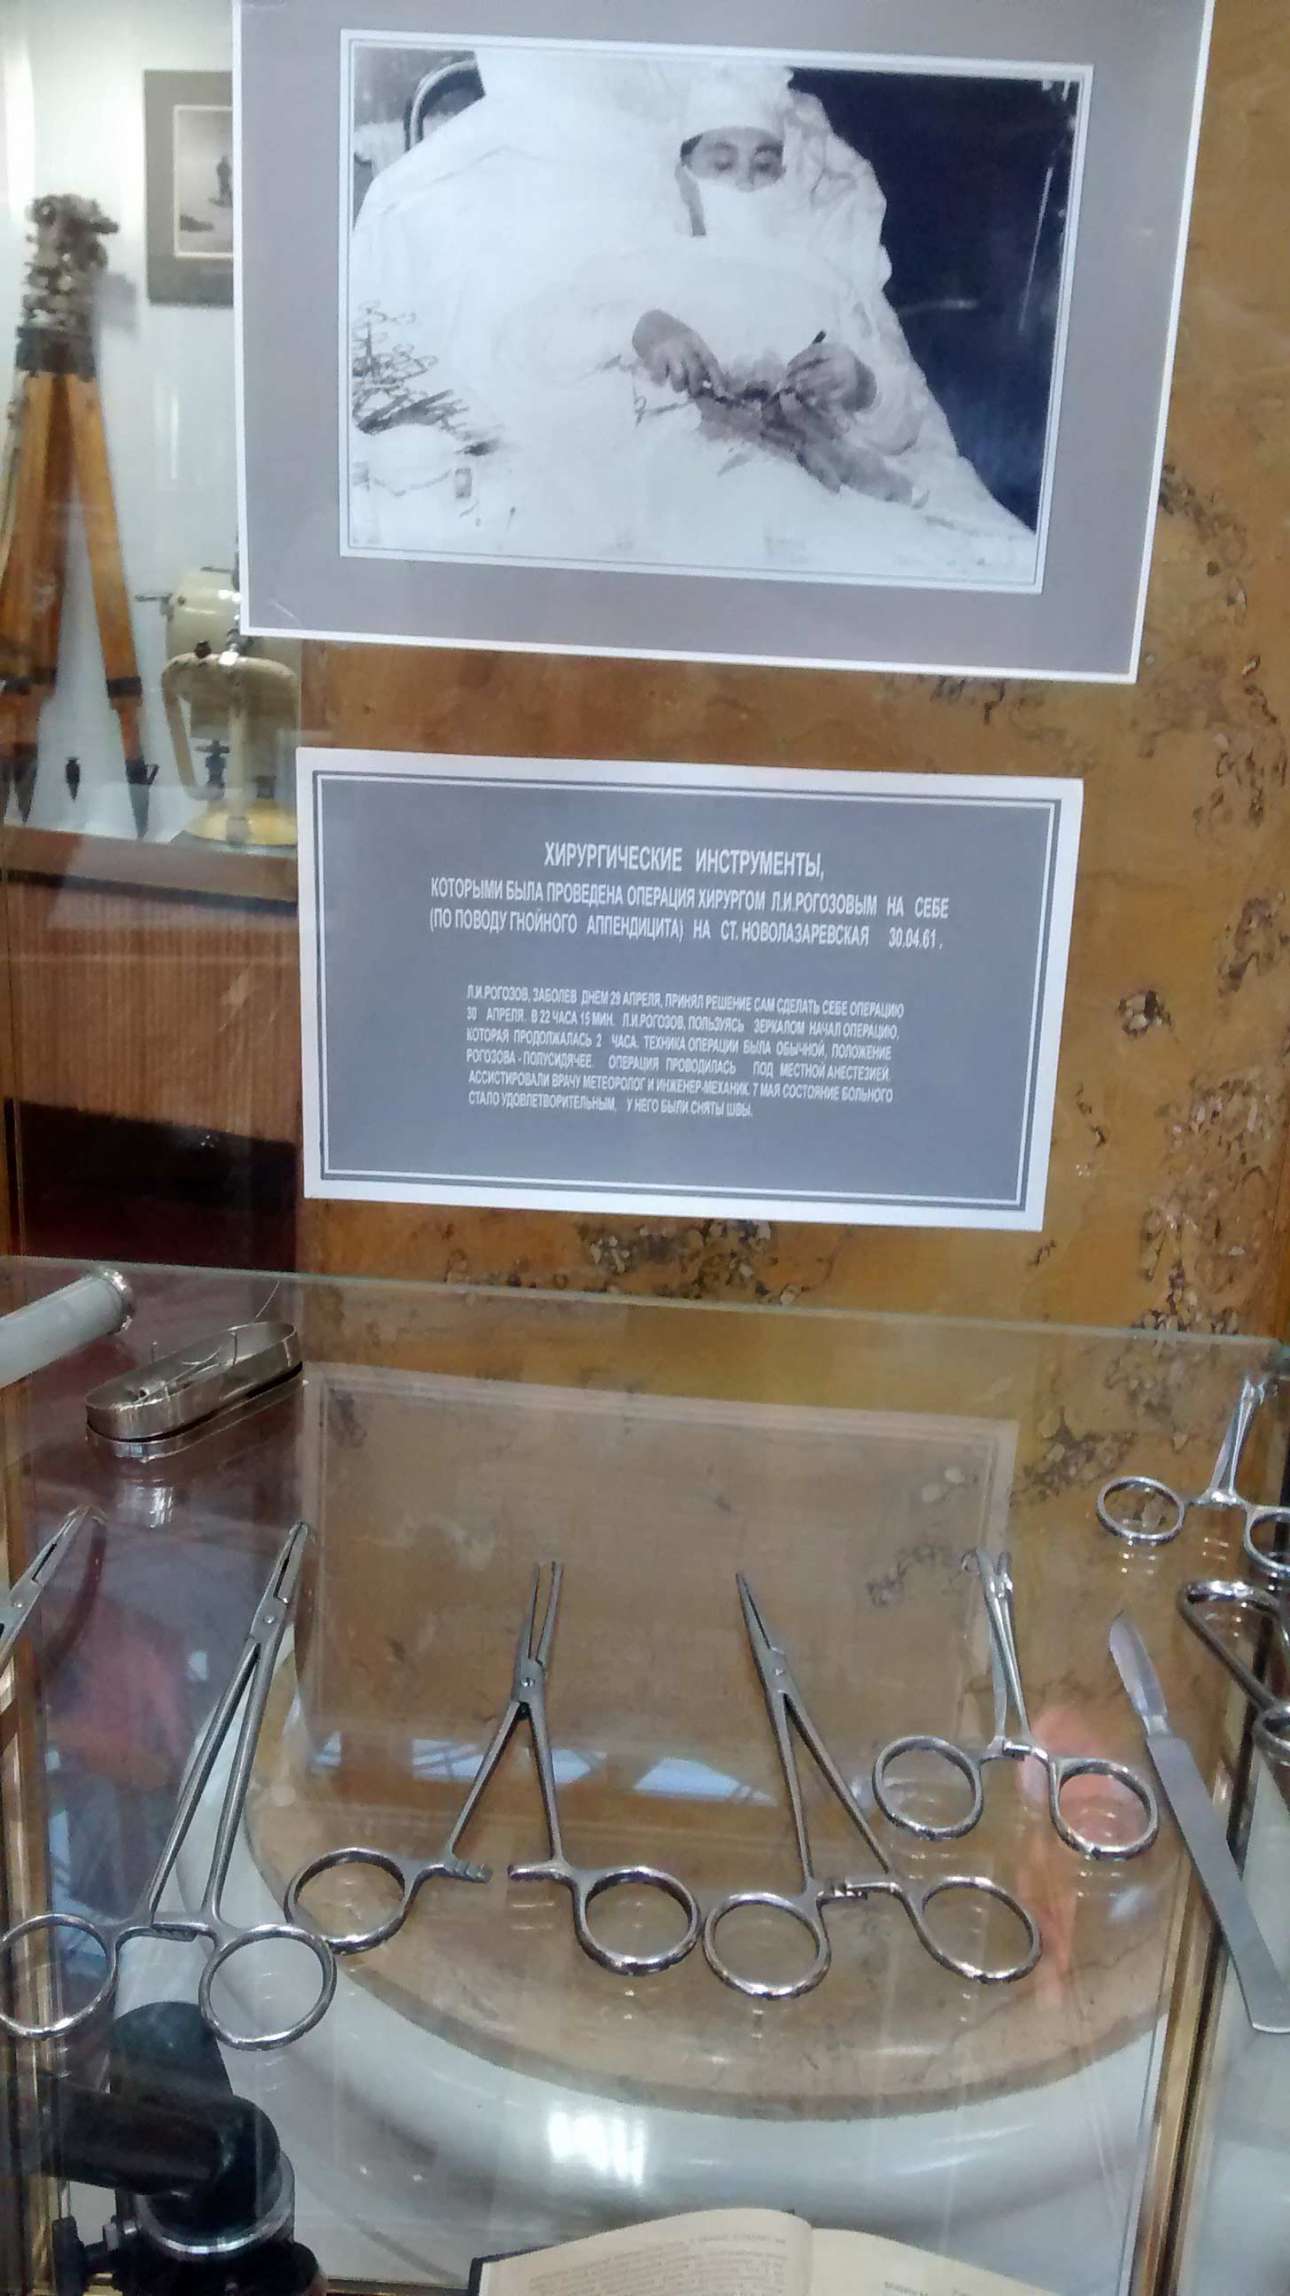 ХИРУРГИЧЕСКИЕ ИНСТРУМЕНТЫ,
КОТОРЫМИ БЫЛА ПРОВЕДЕНА ОПЕРАЦИЯ ХИРУРГОМ Л.И.РОГОЗОВЫМ НА СЕБЕ
(ПО ПОВОДУ ГНОЙНОГО АППЕНДИЦИТА) НА СТ. НОВОЛАЗАРЕВСКАЯ 30.04.61.
Л.И.РОГОЗОВ, ЗАБОЛЕВ ДНЕМ 29 АПРЕЛЯ, ПРИНЯЛ РЕШЕНИЕ САМ СДЕЛАТЬ СЕБЕ ОПЕРАЦИЮ
30 АПРЕЛЯ. В 22 ЧАСА 15 МИН. Л.И.РОГОЗОВ, ПОЛЬЗУЯСЬ ЗЕРКАЛОМ НАЧАЛ ОПЕРАЦИЮ,
КОТОРАЯ ПРОДОЛЖАЛАСЬ 2 ЧАСА. ТЕХНИКА ОПЕРАЦИИ БЫЛА ОБЫЧНОЙ, ПОЛОЖЕНИЕ
РОГОЗОВА - ПОЛУСИДЯЧЕЕ. ОПЕРАЦИЯ ПРОВОДИЛАСЬ ПОД МЕСТНОЙ АНЕСТЕЗИЕЙ.
АССИСТИРОВАЛИ ВРАЧУ МЕТЕОРОЛОГ И ИНЖЕНЕР-МЕХАНИК. 7 МАЯ СОСТОЯНИЕ БОЛЬНОГО
СТАЛО УДОВЛЕТВОРИТЕЛЬНЫМ, У НЕГО БЫЛИ СНЯТЫ ШВЫ.